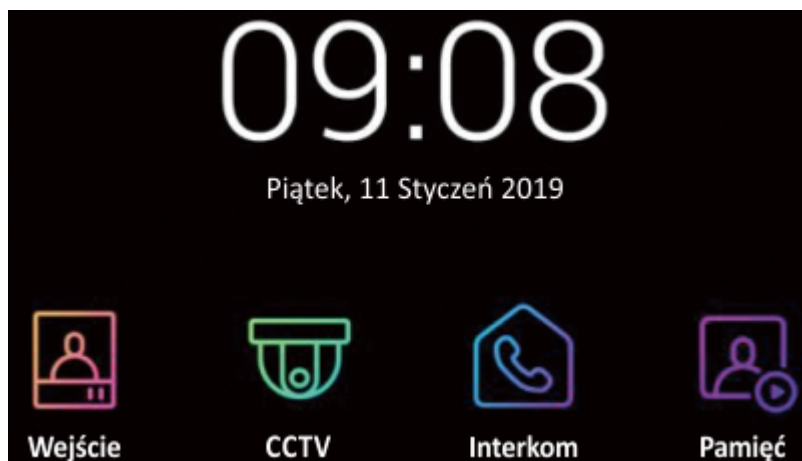 09:08
Piątek, 11 Styczeń 2019
Wejście CCTV Interkom Pamięć